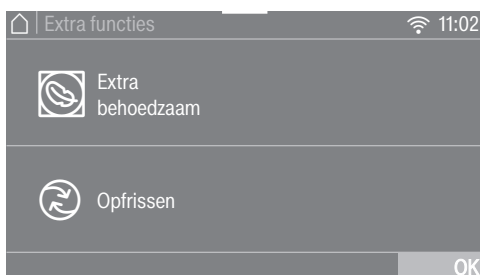 Extra functies 11:02
Extra
behoedzaam
Opfrissen
OK